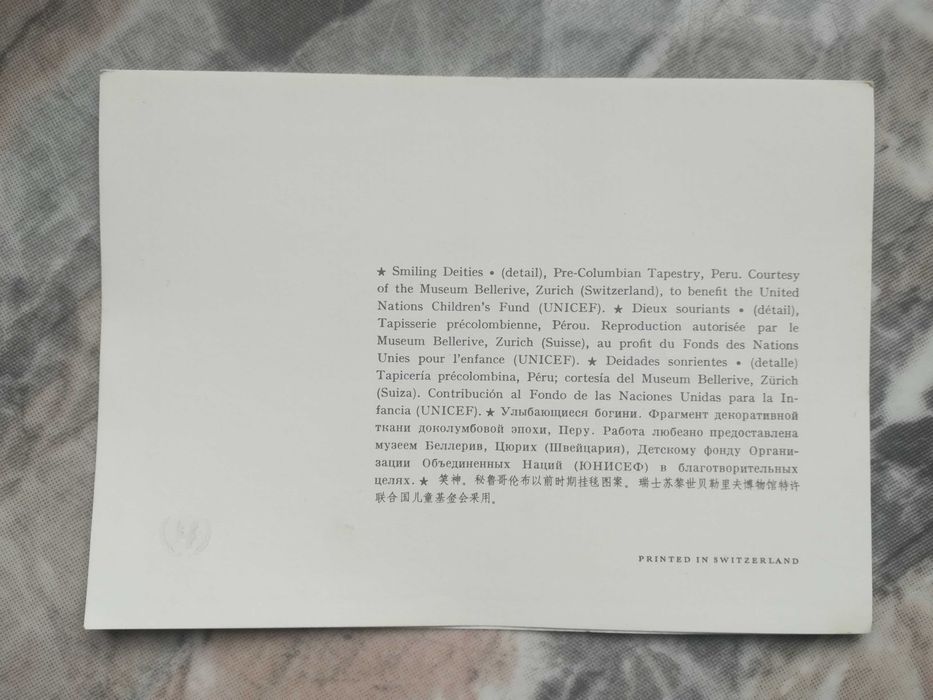 ★ Smiling Deities • (detail), Pre-Columbian Tapestry, Peru. Courtesy
of the Museum Bellerive, Zurich (Switzerland), to benefit the United
Nations Children's Fund (UNICEF). ★ Dieux souriants • (détail),
Tapisserie précolombienne, Pérou. Reproduction autorisée par le
Museum Bellerive, Zurich (Suisse), au profit du Fonds des Nations
Unies pour l'enfance (UNICEF). ★ Deidades sonrientes • (detalle)
Tapicería précolombina, Péru; cortesía del Museum Bellerive, Zürich
(Suiza). Contribución al Fondo de las Naciones Unidas para la In-
fancia (UNICEF). ★ Улыбающиеся богини. Фрагмент декоративной
ткани доколумбовой эпохи, Перу. Работа любезно предоставлена
музеем Беллерив, Цюрих (Швейцария), Детскому фонду Органи-
зации Объединенных Наций (ЮНИСЕФ) в благотворительных
целях. ★ 笑神。秘鲁哥伦布以前时期挂毯图案。瑞士苏黎世贝勒里夫博物馆特许
联合国儿童基金会采用。
PRINTED IN SWITZERLAND